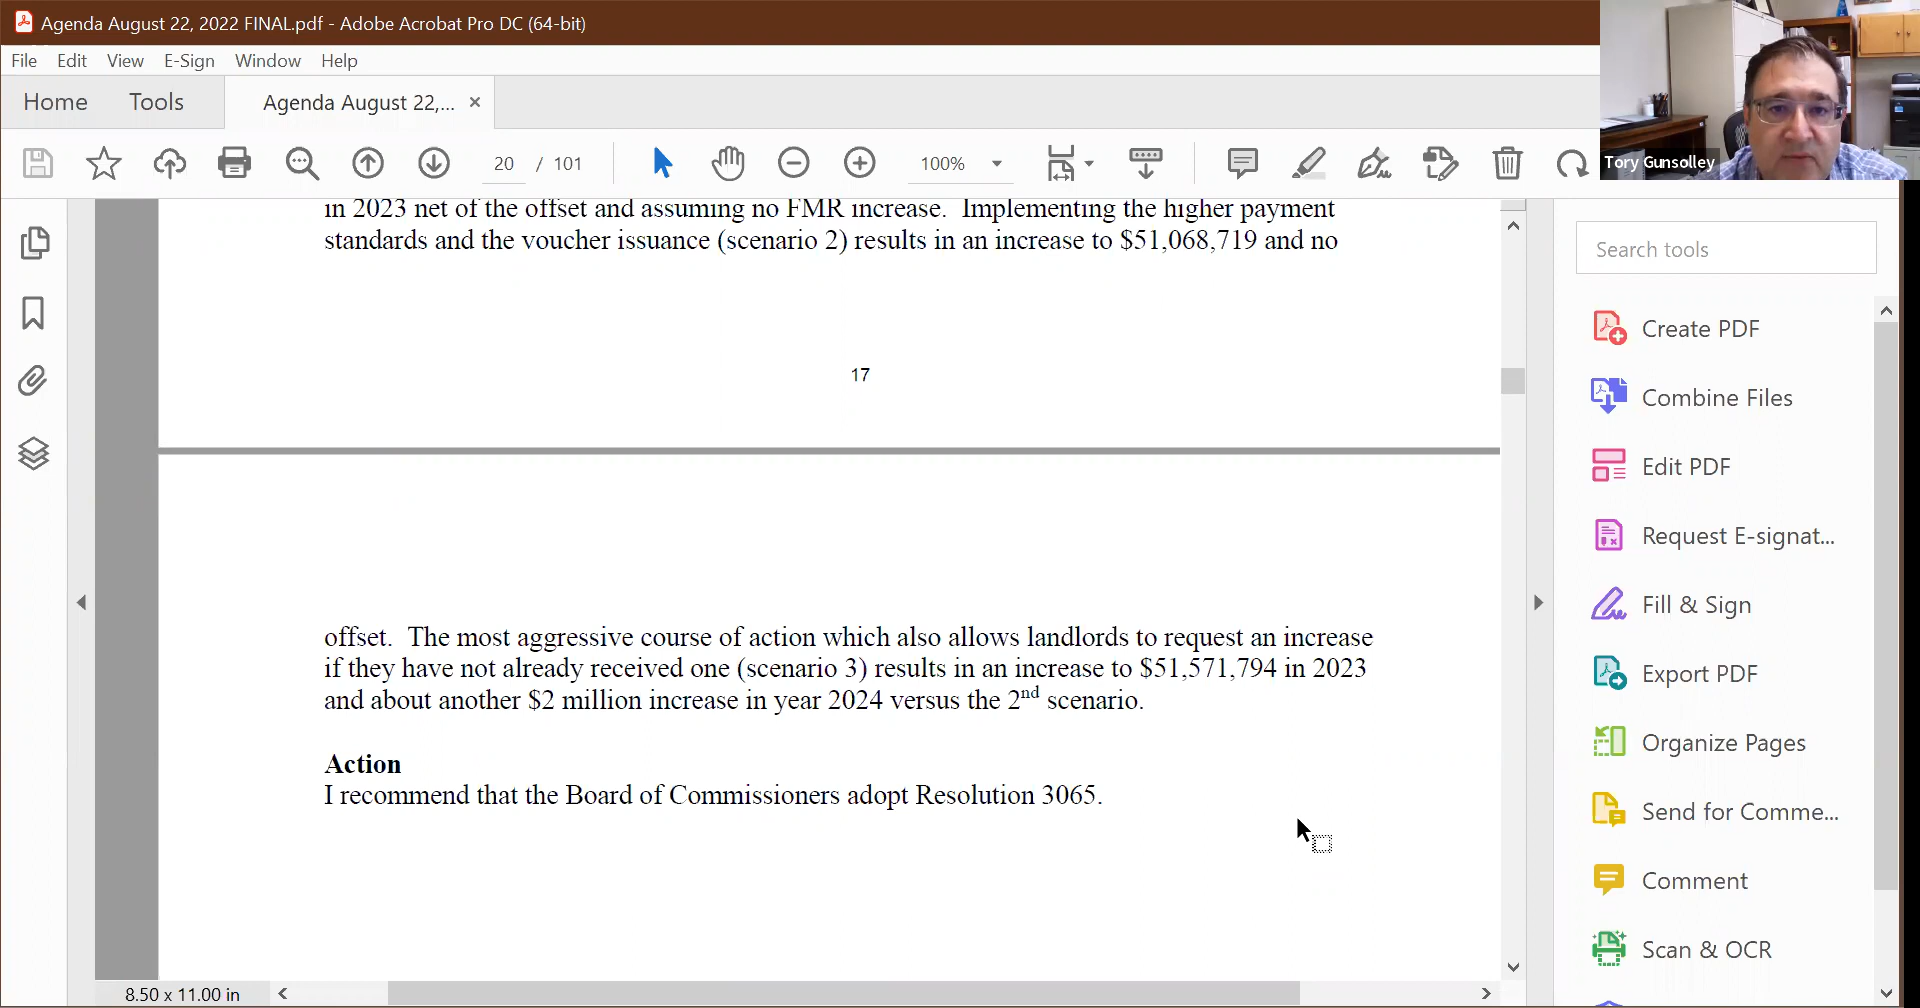 Agenda August 22, 2022 FINAL.pdf - Adobe Acrobat Pro DC (64-bit)
File Edit View E-Sign Window Help
Home Tools Agenda August 22,... ×
20 / 101 100%
Tory Gunsolley
in 2023 net of the offset and assuming no FMR increase. Implementing the higher payment
standards and the voucher issuance (scenario 2) results in an increase to $51,068,719 and no
17
offset. The most aggressive course of action which also allows landlords to request an increase
if they have not already received one (scenario 3) results in an increase to $51,571,794 in 2023
and about another $2 million increase in year 2024 versus the 2nd scenario.
Action
I recommend that the Board of Commissioners adopt Resolution 3065.
8.50 x 11.00 in
Search tools
Create PDF
Combine Files
Edit PDF
Request E-signat...
Fill & Sign
Export PDF
Organize Pages
Send for Comme...
Comment
Scan & OCR